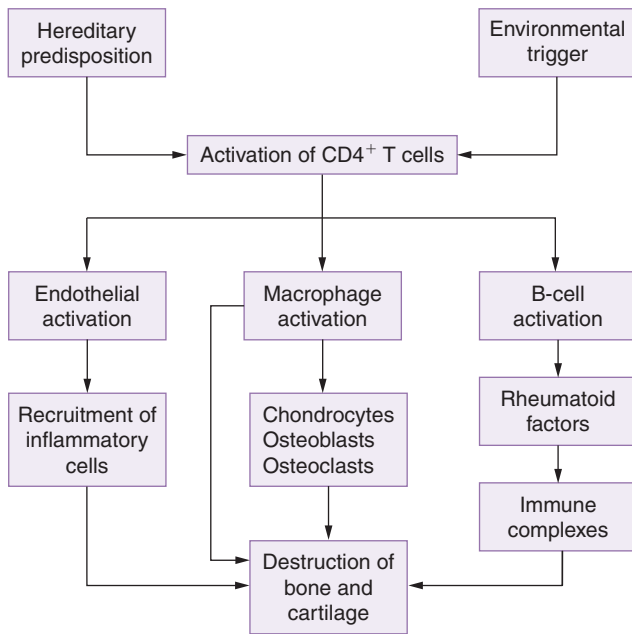 Hereditary
predisposition
Environmental
trigger
Activation of CD4⁺ T cells
Endothelial
activation
Macrophage
activation
B-cell
activation
Recruitment of
inflammatory
cells
Chondrocytes
Osteoblasts
Osteoclasts
Rheumatoid
factors
Immune
complexes
Destruction of
bone and
cartilage